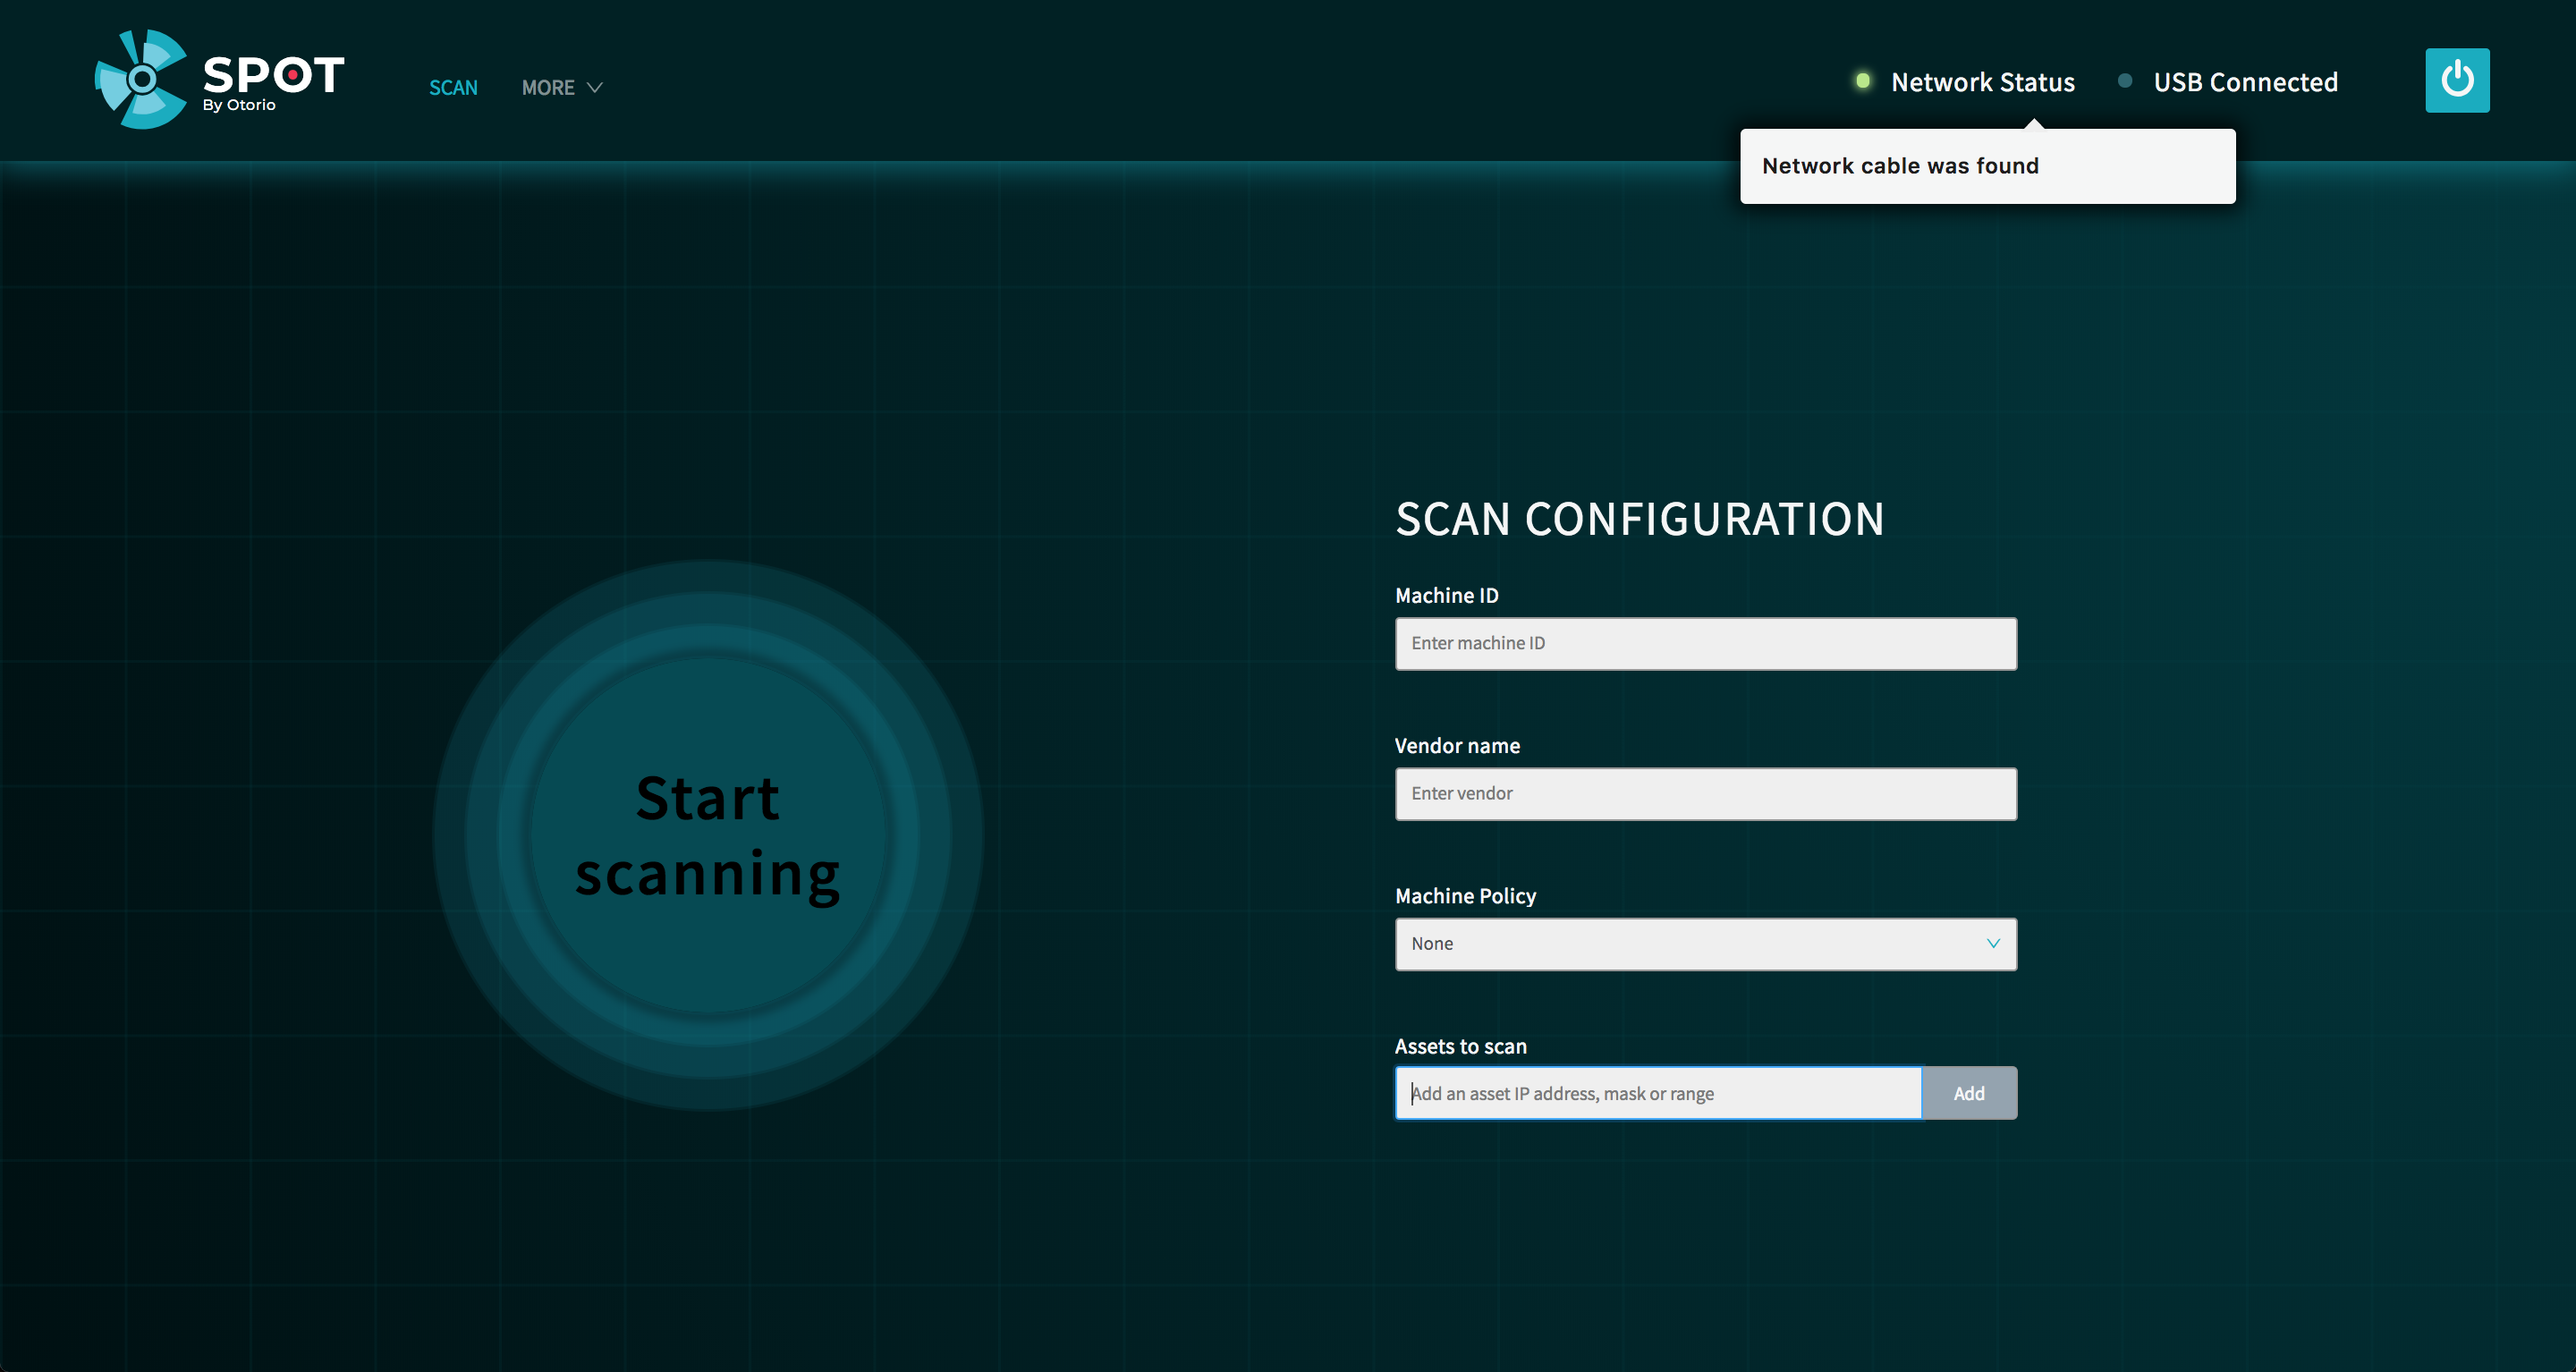 SPOT
By Otorio
SCAN
MORE
Network Status
USB Connected
Network cable was found
SCAN CONFIGURATION
Machine ID
Enter machine ID
Vendor name
Enter vendor
Machine Policy
None
Assets to scan
Add an asset IP address, mask or range
Add
Start
scanning